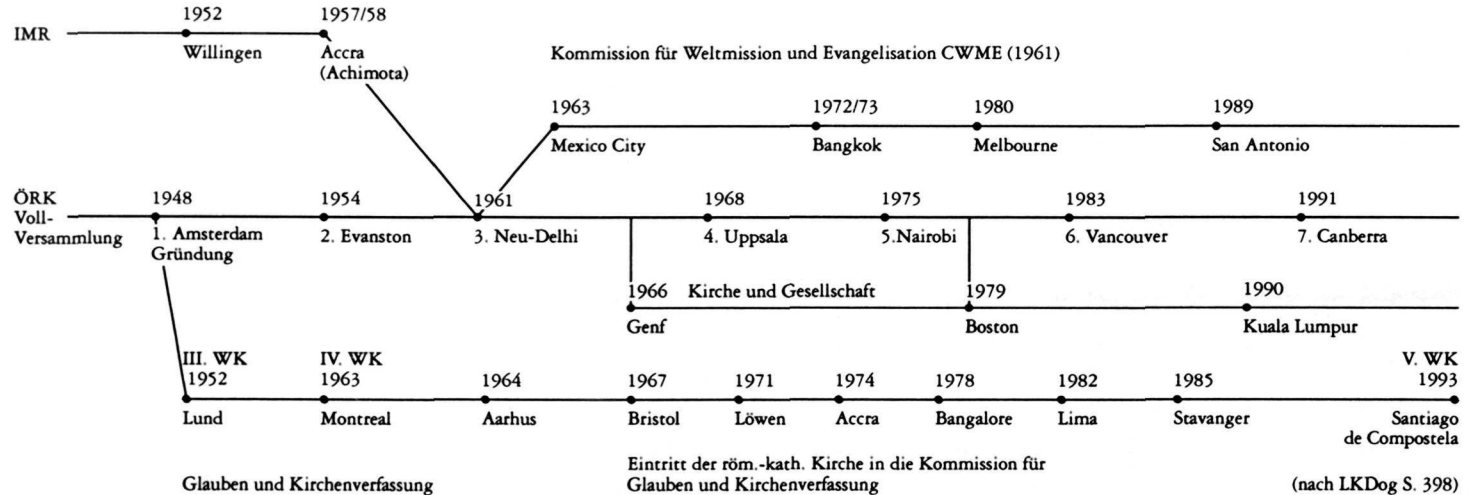 1952 1957/58
IMR
Willingen Accra
(Achimota)
Kommission für Weltmission und Evangelisation CWME (1961)
1963 1972/73 1980 1989
Mexico City Bangkok Melbourne San Antonio
ÖRK
Voll-
Versammlung
1948 1954 1961 1968 1975 1983 1991
1. Amsterdam
Gründung
2. Evanston 3. Neu-Delhi 4. Uppsala 5.Nairobi 6. Vancouver 7. Canberra
1966 Kirche und Gesellschaft 1979 1990
Genf Boston Kuala Lumpur
III. WK IV. WK V. WK
1952 1963 1964 1967 1971 1974 1978 1982 1985 1993
Lund Montreal Aarhus Bristol Löwen Accra Bangalore Lima Stavanger Santiago
de Compostela
Glauben und Kirchenverfassung
Eintritt der röm.-kath. Kirche in die Kommission für
Glauben und Kirchenverfassung
(nach LKDog S. 398)